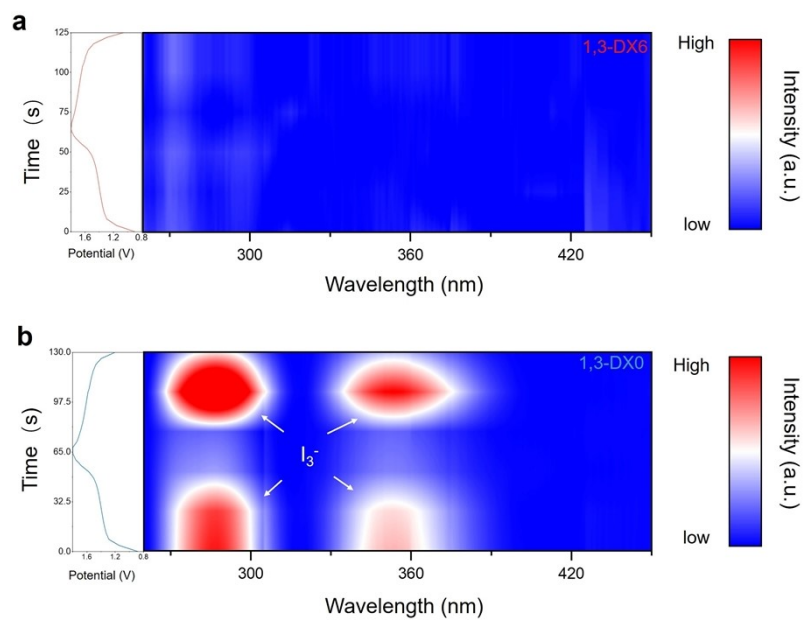 a
125
100
75
50
25
0
Time (s)
1.6 1.2 0.8
Potential (V)
1,3-DX6
300 360 420
Wavelength (nm)
High
low
Intensity (a.u.)
b
130.0
97.5
65.0
32.5
0.0
Time (s)
1.6 1.2 0.8
Potential (V)
1,3-DX0
I₃⁻
300 360 420
Wavelength (nm)
High
low
Intensity (a.u.)